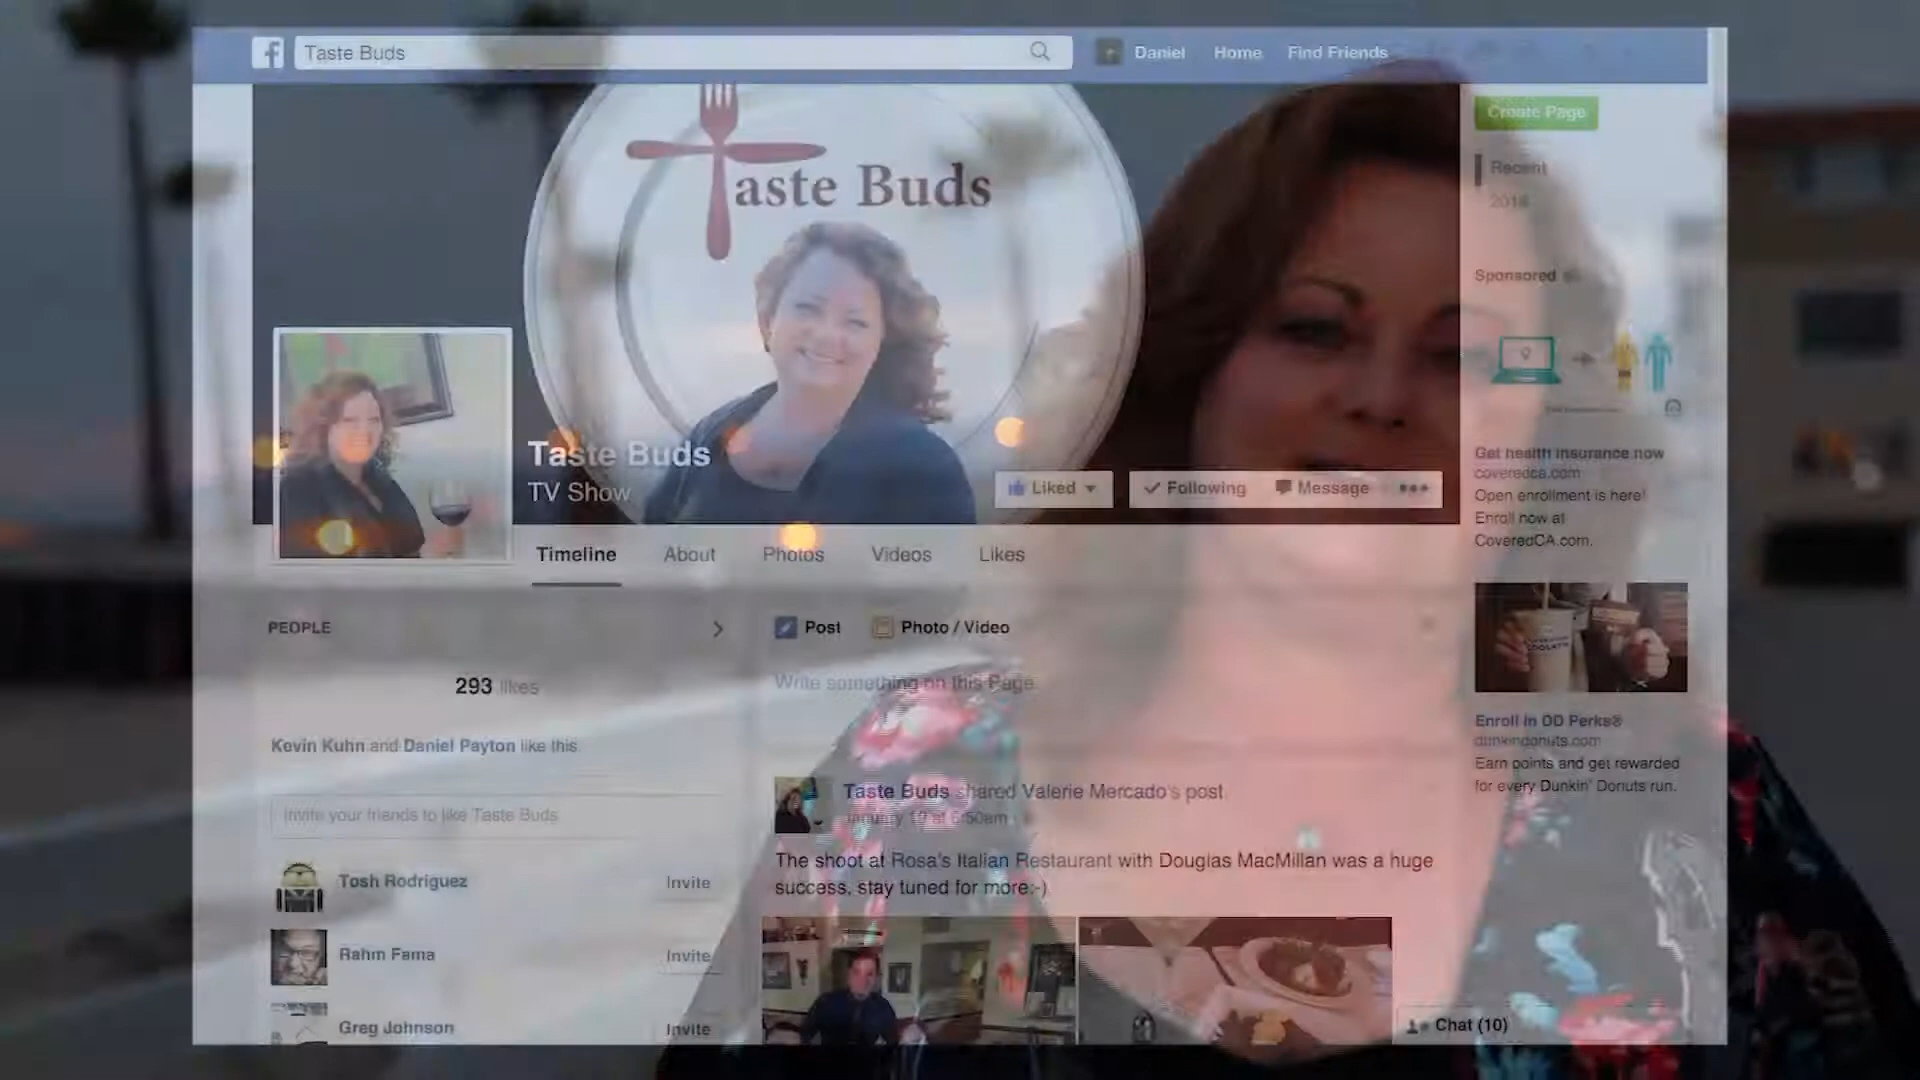 Taste Buds
Daniel
Home
Find Friends
Create Page
Recent
Taste Buds
Sponsored
Taste Buds
TV Show
Liked
Following
Message
Get health insurance now
coveredca.com
Open enrollment is here!
Enroll now at
CoveredCA.com.
Timeline
About
Photos
Videos
Likes
PEOPLE
293 likes
Kevin Kuhn and Daniel Payton like this.
Invite your friends to like Taste Buds
Tosh Rodriguez
Invite
Rahm Fama
Invite
Greg Johnson
Invite
Post
Photo / Video
Write something on this Page
Taste Buds shared Valerie Mercado's post.
January 19 at 6:50am
The shoot at Rosa's Italian Restaurant with Douglas MacMillan was a huge
success, stay tuned for more:-)
Enroll in DD Perks®
dunkindonuts.com
Earn points and get rewarded
for every Dunkin' Donuts run.
Chat (10)